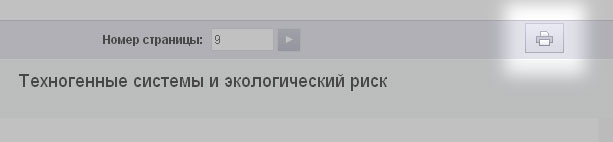 Номер страницы: 9
Техногенные системы и экологический риск